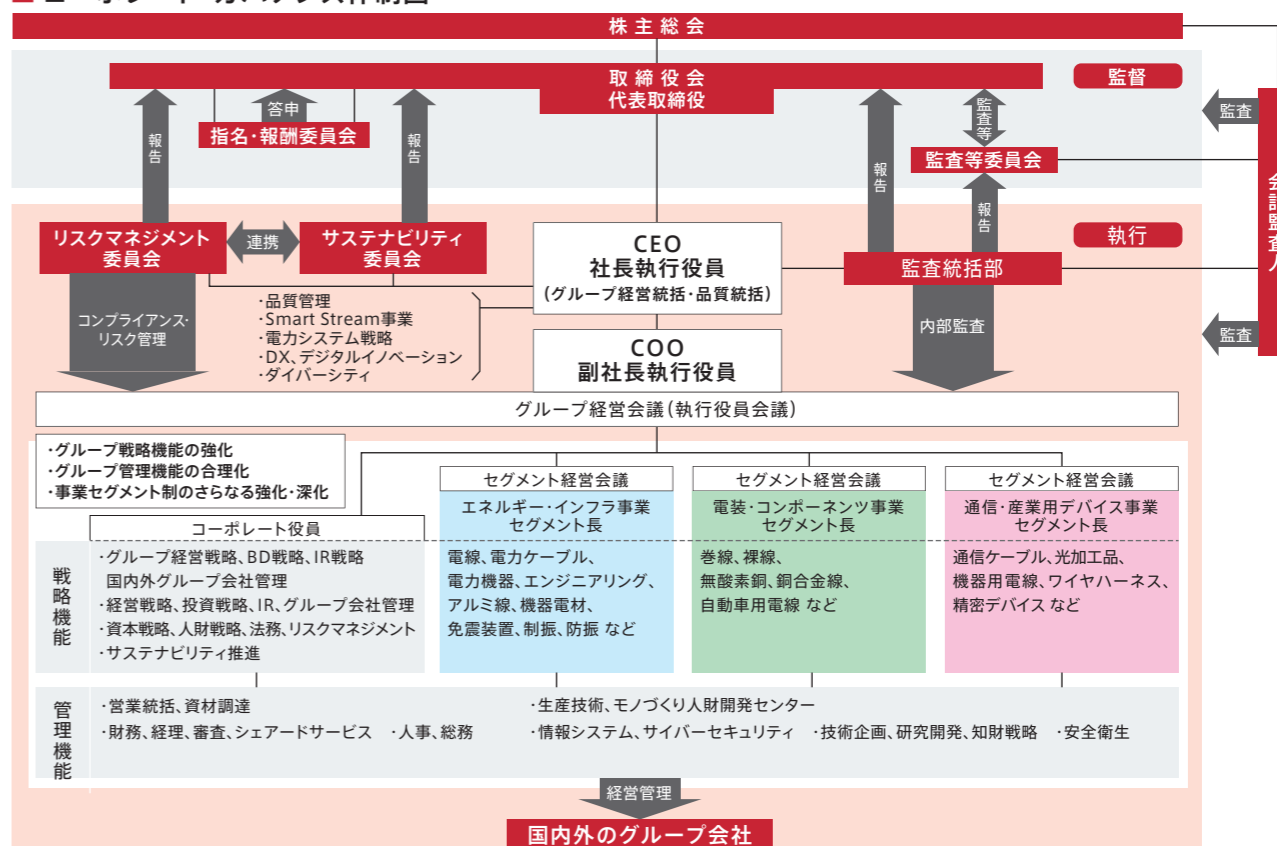 株主総会
取締役会
代表取締役
監督
監査
答申
指名・報酬委員会
報告
報告
報告
監査等
監査等委員会
報告
会計監査人
リスクマネジメント
委員会
連携
サステナビリティ
委員会
CEO
社長執行役員
(グループ経営統括・品質統括)
監査統括部
執行
コンプライアンス・
リスク管理
・品質管理
・Smart Stream事業
・電力システム戦略
・DX、デジタルイノベーション
・ダイバーシティ
COO
副社長執行役員
内部監査
監査
グループ経営会議(執行役員会議)
・グループ戦略機能の強化
・グループ管理機能の合理化
・事業セグメント制のさらなる強化・深化
コーポレート役員
セグメント経営会議
エネルギー・インフラ事業
セグメント長
セグメント経営会議
電装・コンポーネンツ事業
セグメント長
セグメント経営会議
通信・産業用デバイス事業
セグメント長
戦略機能
・グループ経営戦略、BD戦略、IR戦略
国内外グループ会社管理
・経営戦略、投資戦略、IR、グループ会社管理
・資本戦略、人財戦略、法務、リスクマネジメント
・サステナビリティ推進
電線、電力ケーブル、
電力機器、エンジニアリング、
アルミ線、機器電材、
免震装置、制振、防振 など
巻線、裸線、
無酸素銅、銅合金線、
自動車用電線 など
通信ケーブル、光加工品、
機器用電線、ワイヤハーネス、
精密デバイス など
管理機能
・営業統括、資材調達
・生産技術、モノづくり人財開発センター
・財務、経理、審査、シェアードサービス ・人事、総務
・情報システム、サイバーセキュリティ ・技術企画、研究開発、知財戦略 ・安全衛生
経営管理
国内外のグループ会社